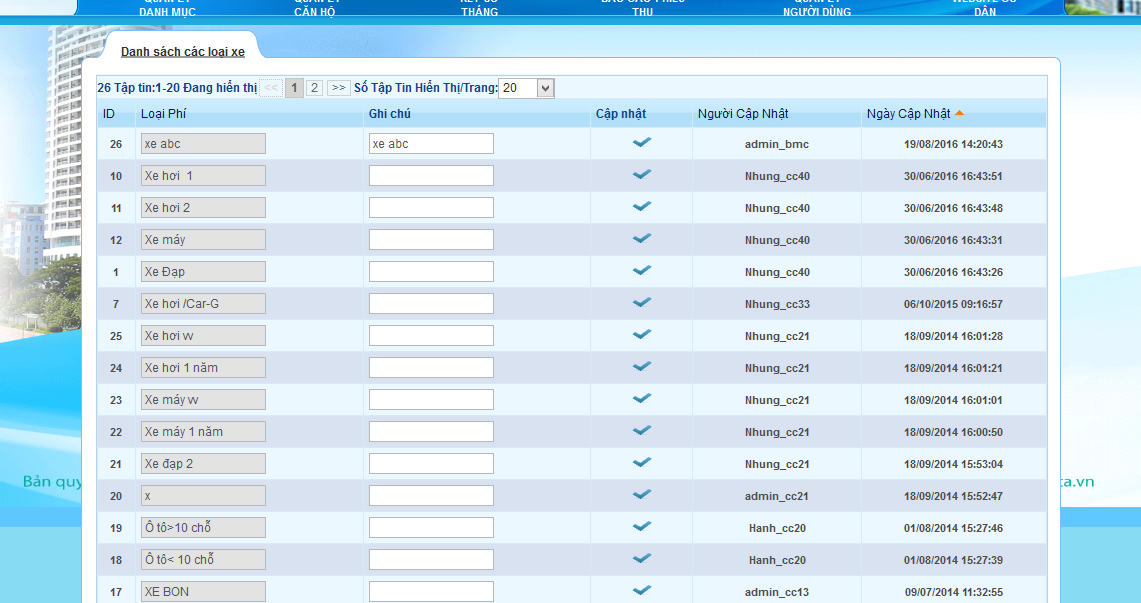 DANH MỤC CĂN HỘ THÁNG THU NGƯỜI DÙNG DÂN
Danh sách các loại xe
26 Tập tin:1-20 Đang hiển thị << 1 2 >> Số Tập Tin Hiển Thị/Trang: 20
ID Loại Phí Ghi chú Cập nhật Người Cập Nhật Ngày Cập Nhật
26 xe abc xe abc admin_bmc 19/08/2016 14:20:43
10 Xe hơi  1 Nhung_cc40 30/06/2016 16:43:51
11 Xe hơi 2 Nhung_cc40 30/06/2016 16:43:48
12 Xe máy Nhung_cc40 30/06/2016 16:43:31
1 Xe Đạp Nhung_cc40 30/06/2016 16:43:26
7 Xe hơi /Car-G Nhung_cc33 06/10/2015 09:16:57
25 Xe hơi vv Nhung_cc21 18/09/2014 16:01:28
24 Xe hơi 1 năm Nhung_cc21 18/09/2014 16:01:21
23 Xe máy vv Nhung_cc21 18/09/2014 16:01:01
22 Xe máy 1 năm Nhung_cc21 18/09/2014 16:00:50
21 Xe đạp 2 Nhung_cc21 18/09/2014 15:53:04
Bản quy ta.vn
20 x admin_cc21 18/09/2014 15:52:47
19 Ô tô>10 chỗ Hanh_cc20 01/08/2014 15:27:46
18 Ô tô< 10 chỗ Hanh_cc20 01/08/2014 15:27:39
17 XE BON admin_cc13 09/07/2014 11:32:55